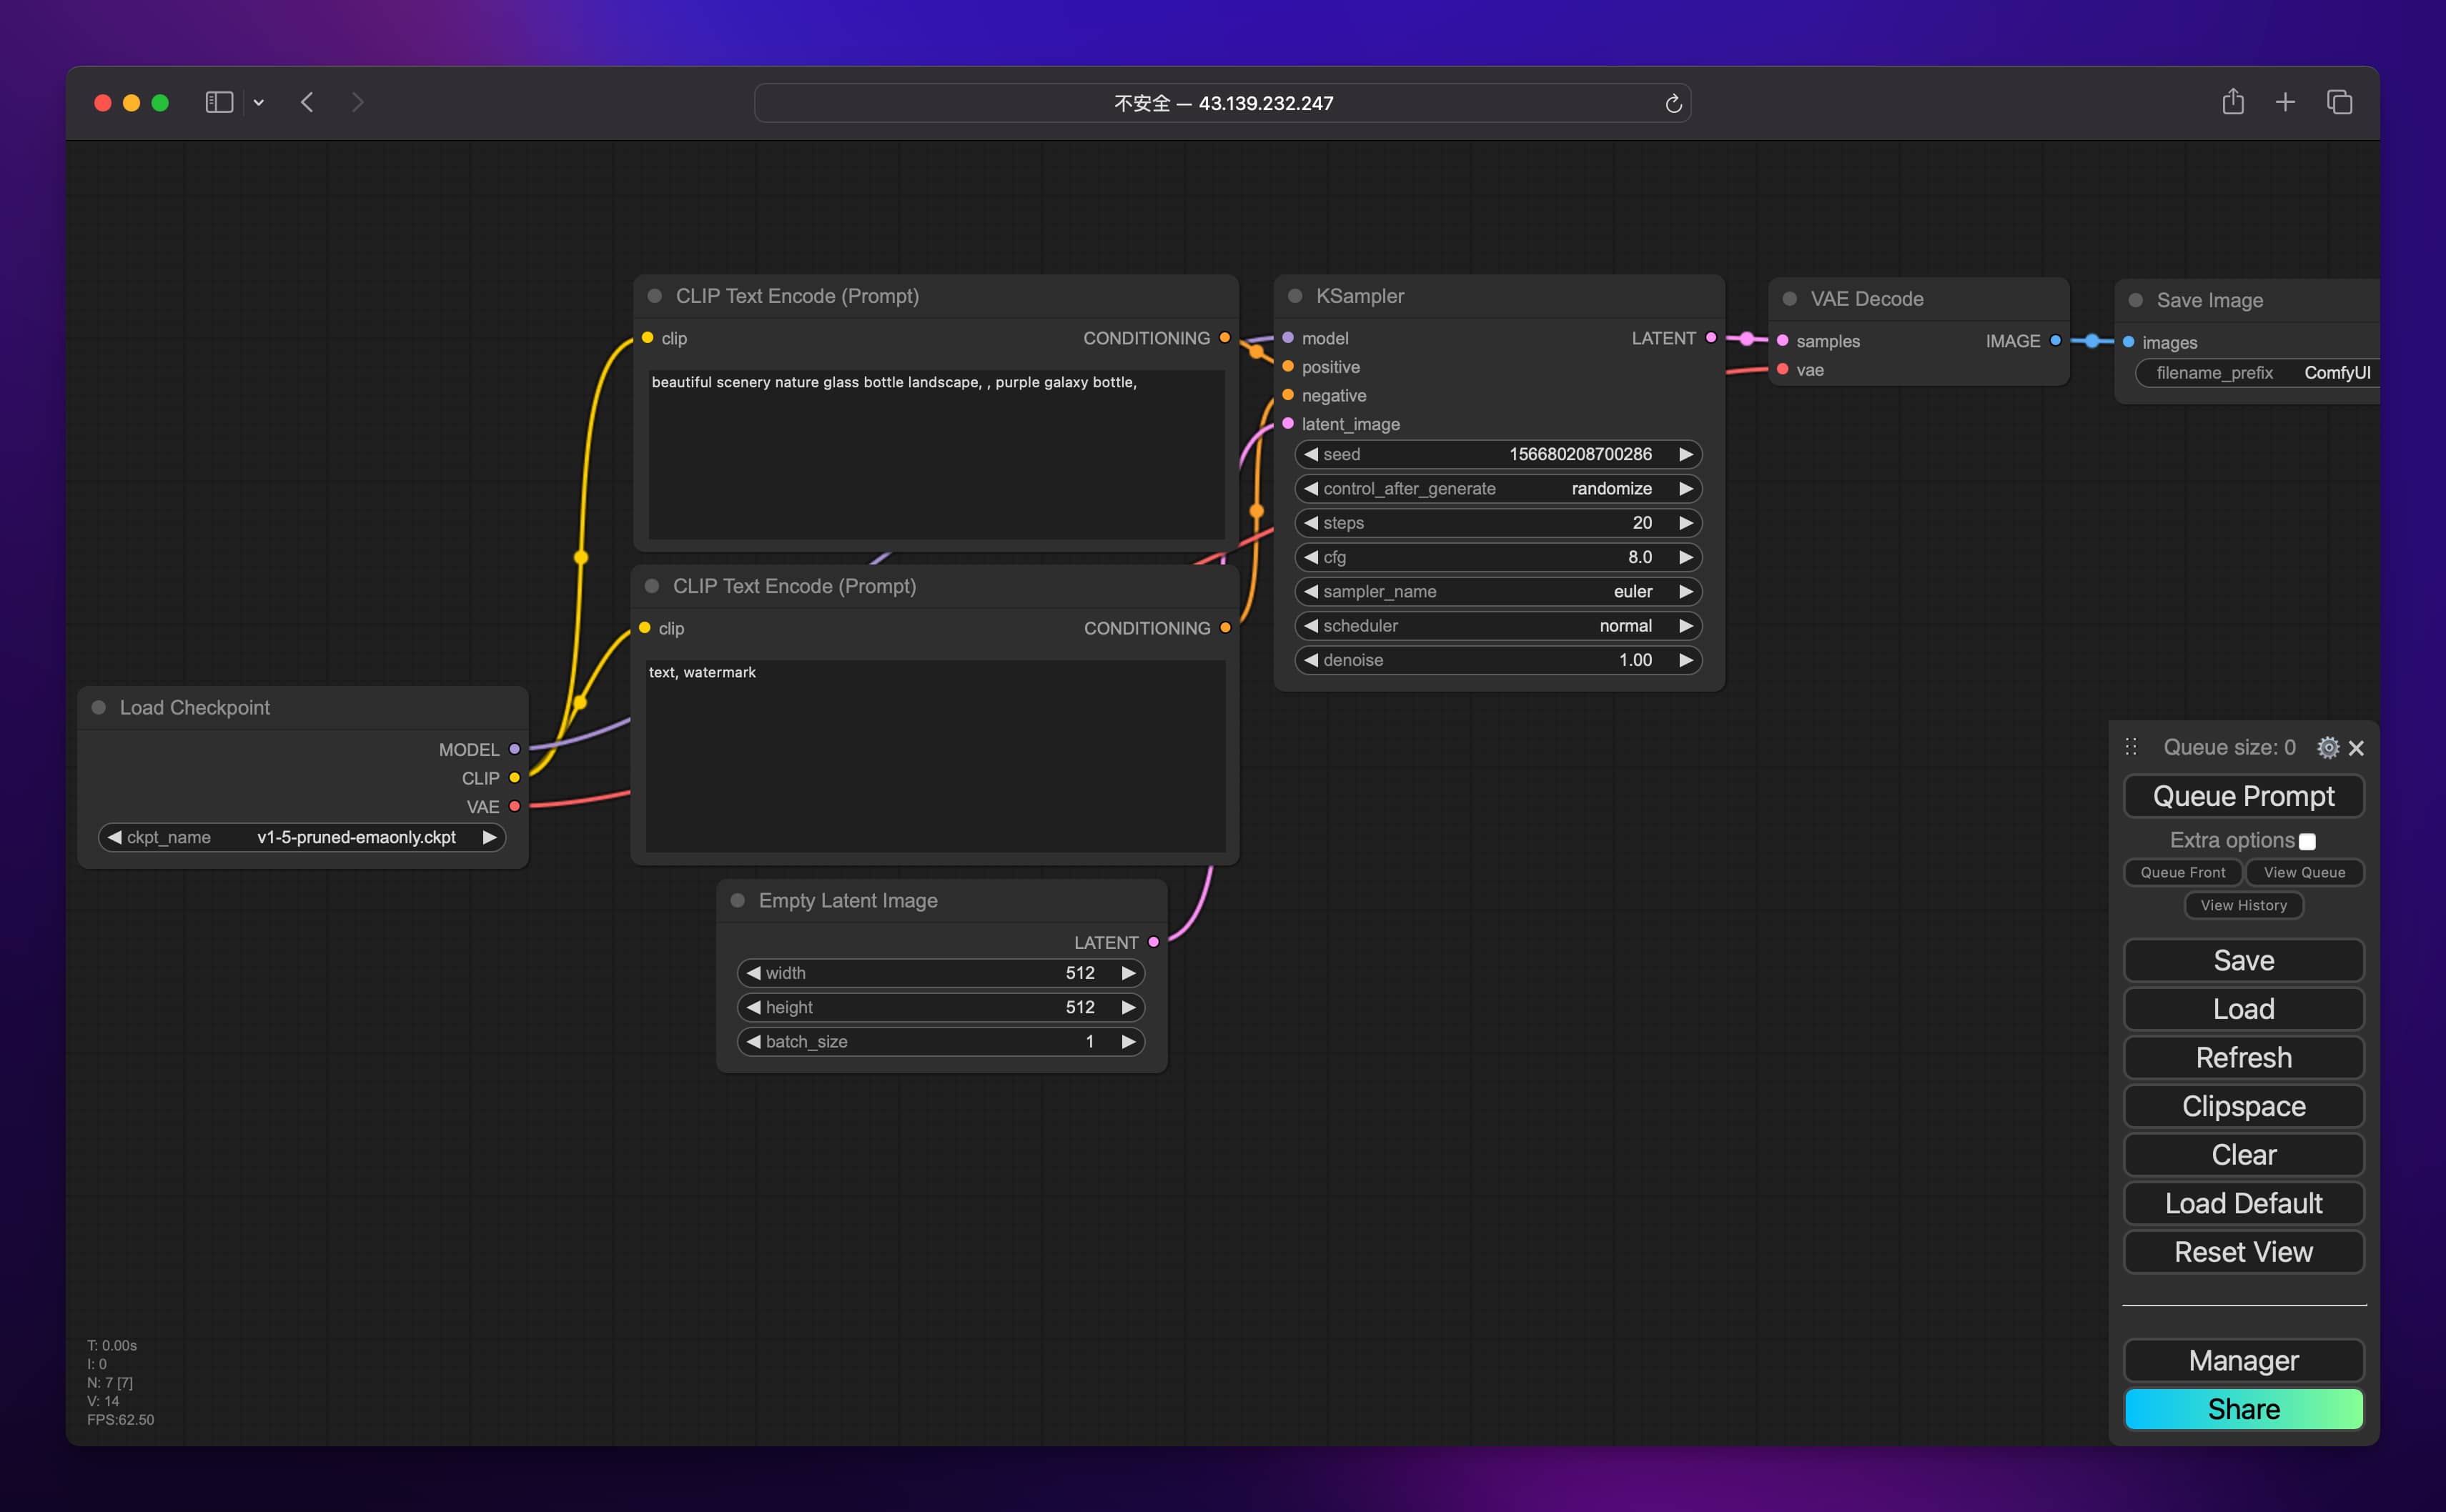 不安全 — 43.139.232.247
CLIP Text Encode (Prompt)
clip
CONDITIONING
beautiful scenery nature glass bottle landscape, , purple galaxy bottle,
CLIP Text Encode (Prompt)
clip
CONDITIONING
text, watermark
Load Checkpoint
MODEL
CLIP
VAE
ckpt_name v1-5-pruned-emaonly.ckpt
Empty Latent Image
LATENT
width 512
height 512
batch_size 1
KSampler
model
LATENT
positive
negative
latent_image
seed 156680208700286
control_after_generate randomize
steps 20
cfg 8.0
sampler_name euler
scheduler normal
denoise 1.00
VAE Decode
samples
IMAGE
vae
Save Image
images
filename_prefix ComfyUI
Queue size: 0
Queue Prompt
Extra options
Queue Front
View Queue
View History
Save
Load
Refresh
Clipspace
Clear
Load Default
Reset View
Manager
Share
T: 0.00s
I: 0
N: 7 [7]
V: 14
FPS:62.50